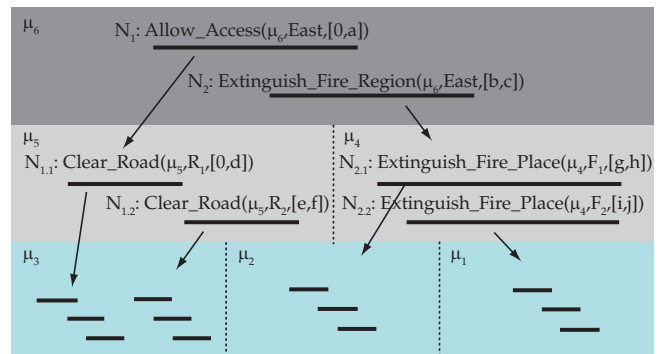 μ6
N1: Allow_Access(μ6,East,[0,a])
N2: Extinguish_Fire_Region(μ6,East,[b,c])
μ5
μ4
N1.1: Clear_Road(μ5,R1,[0,d])
N2.1: Extinguish_Fire_Place(μ4,F1,[g,h])
N1.2: Clear_Road(μ5,R2,[e,f])
N2.2: Extinguish_Fire_Place(μ4,F2,[i,j])
μ3
μ2
μ1